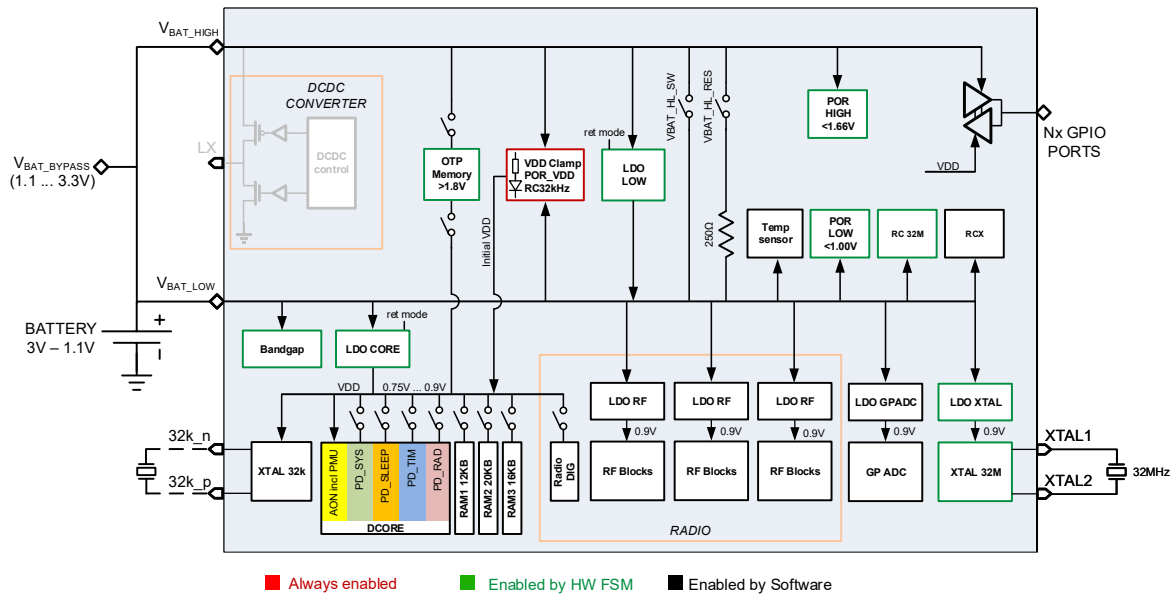 VBAT_HIGH
DCDC
CONVERTER
DCDC
control
LX
VBAT_BYPASS
(1.1 ... 3.3V)
OTP
Memory
>1.8V
VDD Clamp
POR_VDD
RC32kHz
ret mode
LDO
LOW
VBAT_HL_SW
VBAT_HL_RES
POR
HIGH
<1.66V
Nx GPIO
PORTS
VDD
Initial VDD
250Ω
Temp
sensor
POR
LOW
<1.00V
RC 32M
RCX
VBAT_LOW
BATTERY
3V – 1.1V
+
Bandgap
ret mode
LDO CORE
VDD
0.75V ... 0.9V
LDO RF
LDO RF
LDO RF
LDO GPADC
LDO XTAL
0.9V
0.9V
0.9V
0.9V
0.9V
32k_n
32k_p
XTAL 32k
AON incl PMU
PD_SYS
PD_SLEEP
PD_TIM
PD_RAD
DCORE
RAM1 12KB
RAM2 20KB
RAM3 16KB
Radio
DIG
RF Blocks
RF Blocks
RF Blocks
RADIO
GP ADC
XTAL 32M
XTAL1
XTAL2
32MHz
Always enabled
Enabled by HW FSM
Enabled by Software